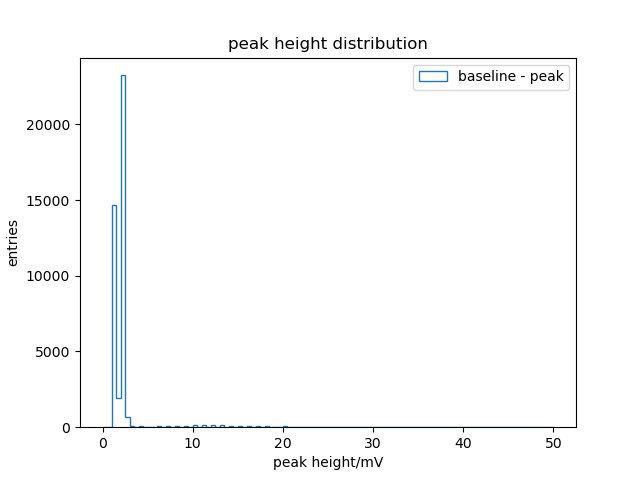 peak height distribution
baseline - peak
entries
20000
15000
10000
5000
0
0 10 20 30 40 50
peak height/mV